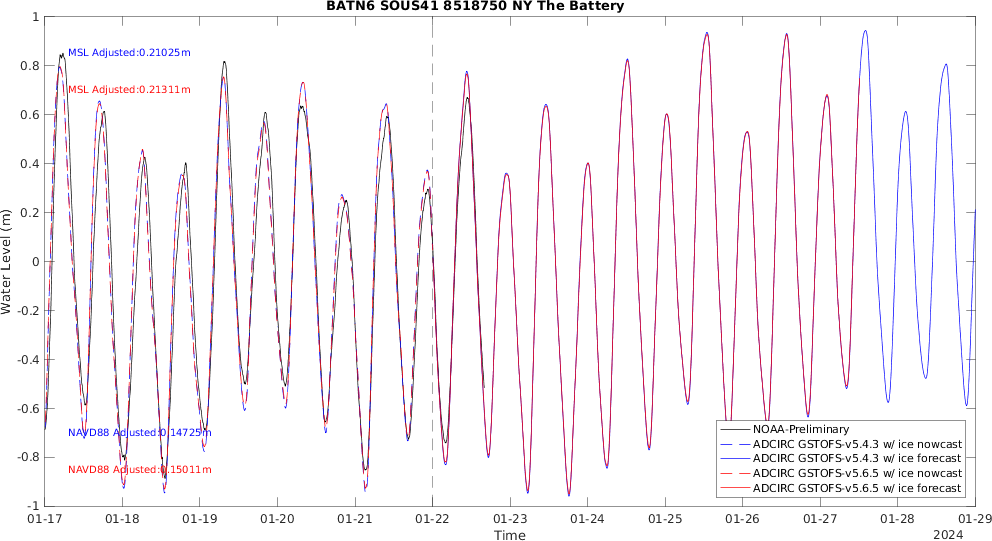 BATN6 SOUS41 8518750 NY The Battery
Water Level (m)
1
0.8
0.6
0.4
0.2
0
-0.2
-0.4
-0.6
-0.8
-1
MSL Adjusted:0.21025m
MSL Adjusted:0.21311m
NAVD88 Adjusted:0.14725m
NAVD88 Adjusted:0.15011m
NOAA-Preliminary
ADCIRC GSTOFS-v5.4.3 w/ ice nowcast
ADCIRC GSTOFS-v5.4.3 w/ ice forecast
ADCIRC GSTOFS-v5.6.5 w/ ice nowcast
ADCIRC GSTOFS-v5.6.5 w/ ice forecast
01-17 01-18 01-19 01-20 01-21 01-22 01-23 01-24 01-25 01-26 01-27 01-28 01-29
Time
2024